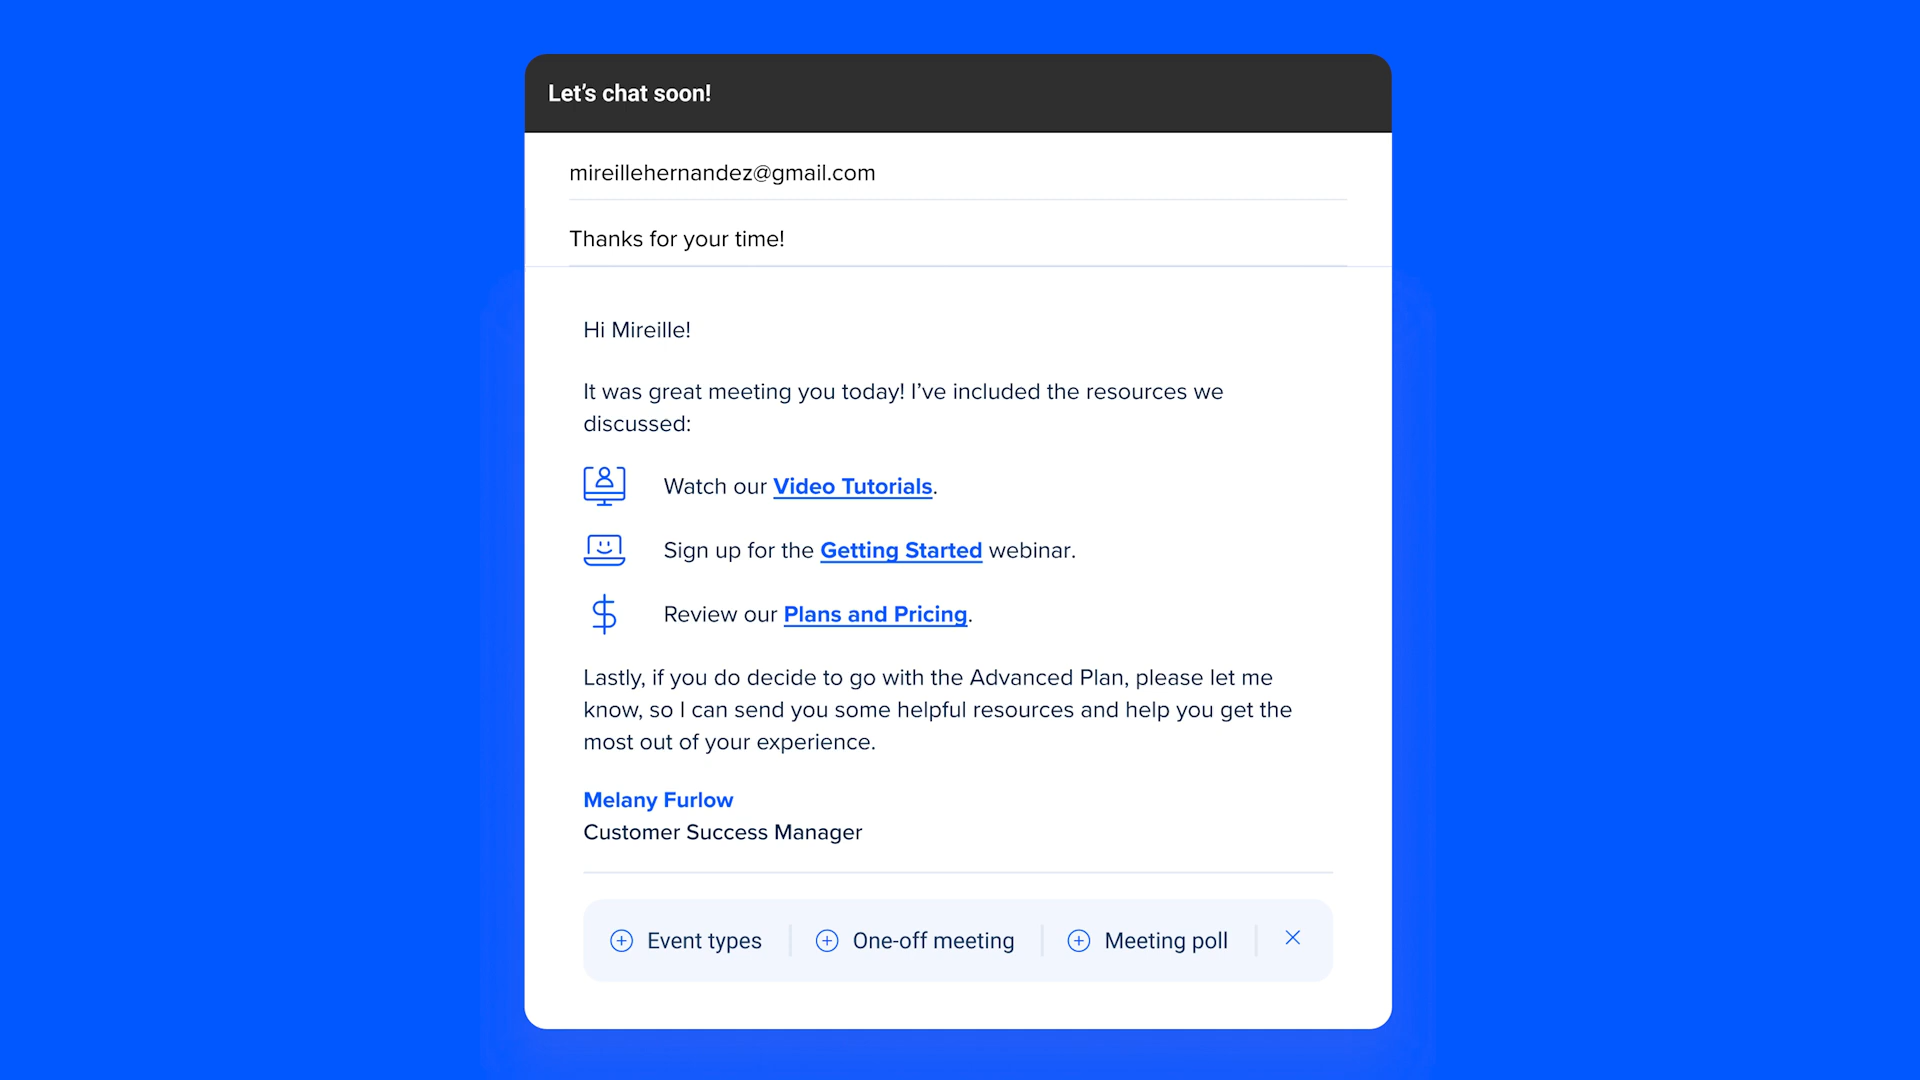 Let’s chat soon!
mireillehernandez@gmail.com
Thanks for your time!
Hi Mireille!
It was great meeting you today! I’ve included the resources we
discussed:
Watch our Video Tutorials.
Sign up for the Getting Started webinar.
Review our Plans and Pricing.
Lastly, if you do decide to go with the Advanced Plan, please let me
know, so I can send you some helpful resources and help you get the
most out of your experience.
Melany Furlow
Customer Success Manager
Event types One-off meeting Meeting poll